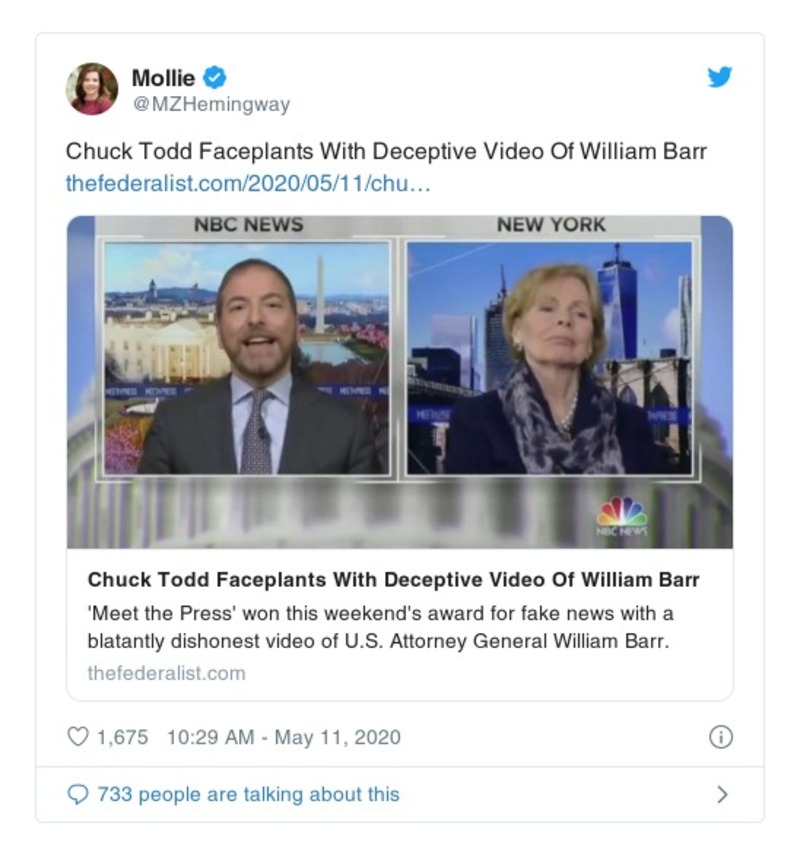 Mollie
@MZHemingway
Chuck Todd Faceplants With Deceptive Video Of William Barr
thefederalist.com/2020/05/11/chu…
NBC NEWS
NEW YORK
MEET THE PRESS
NBC NEWS
Chuck Todd Faceplants With Deceptive Video Of William Barr
'Meet the Press' won this weekend's award for fake news with a
blatantly dishonest video of U.S. Attorney General William Barr.
thefederalist.com
1,675 10:29 AM - May 11, 2020
733 people are talking about this